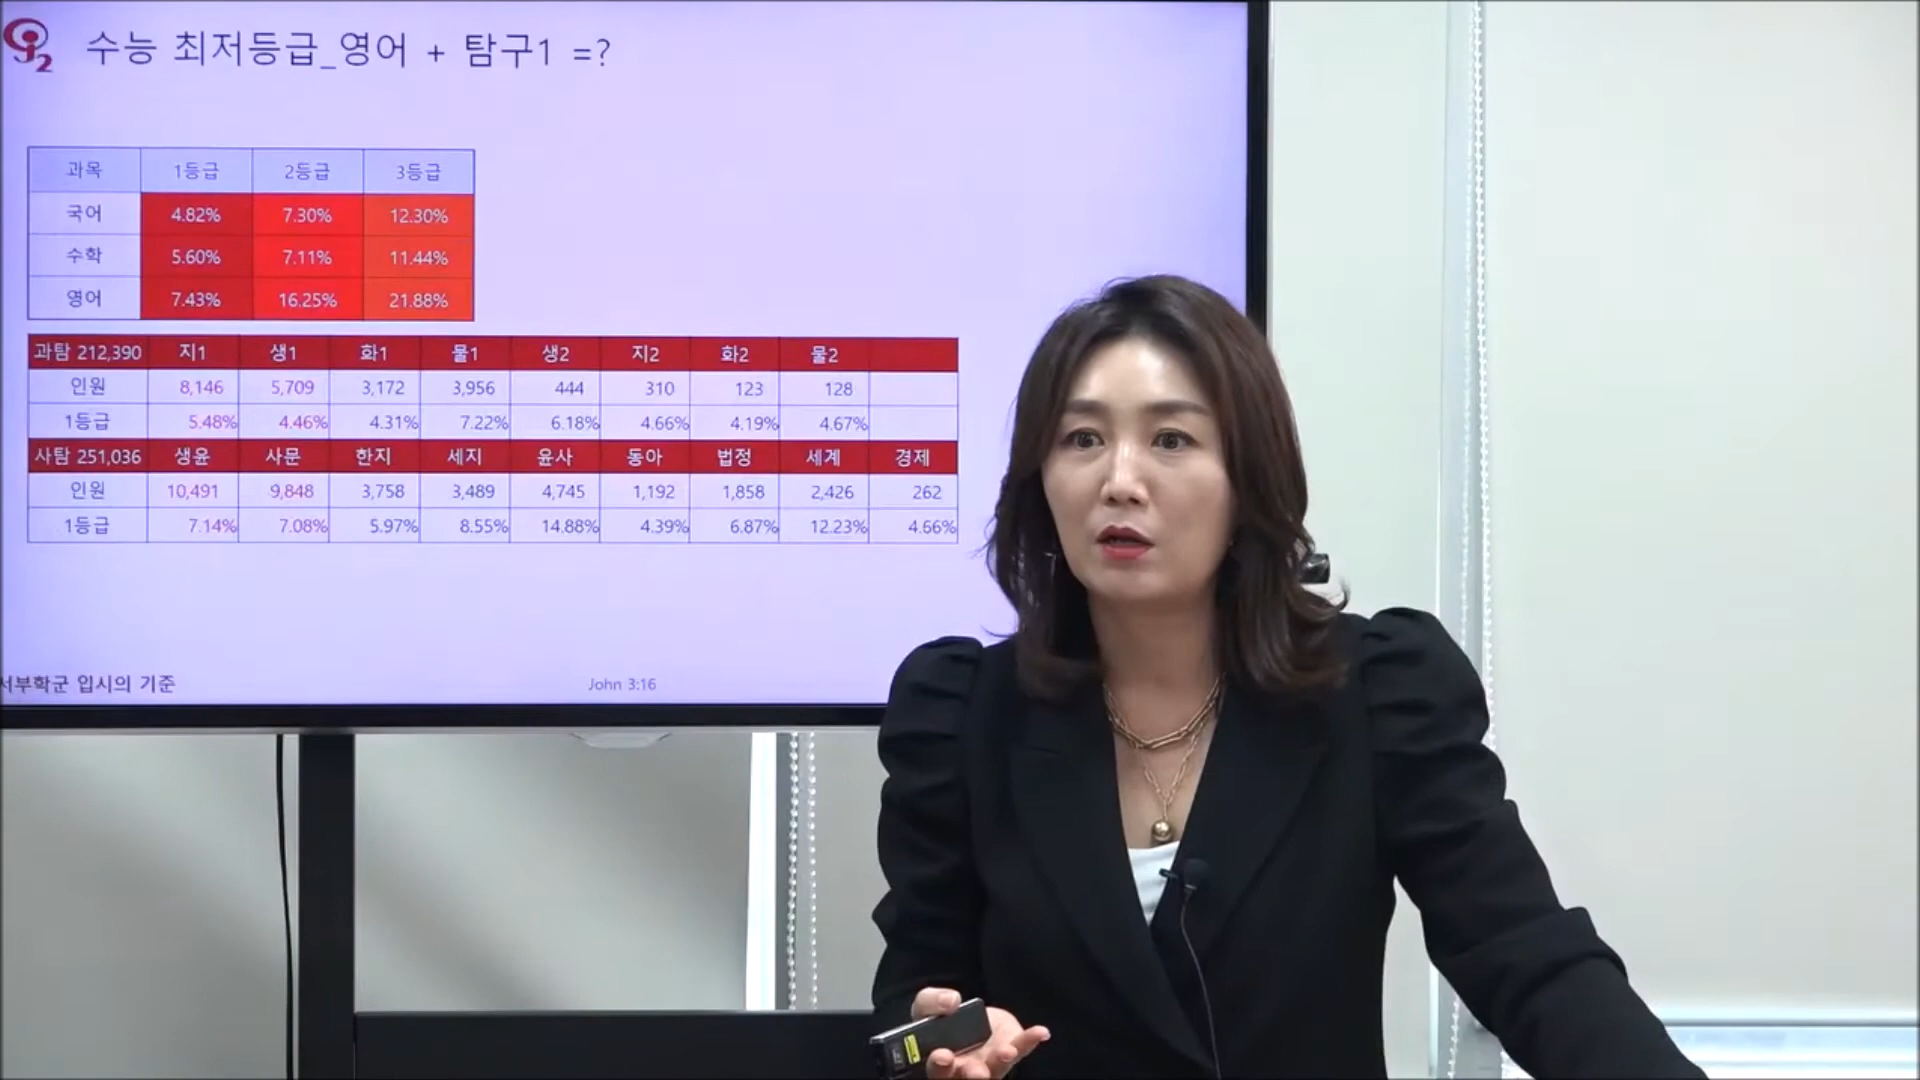 수능 최저등급_영어 + 탐구1 =?
과목 1등급 2등급 3등급
국어 4.82% 7.30% 12.30%
수학 5.60% 7.11% 11.44%
영어 7.43% 16.25% 21.88%
과탐 212,390 지1 생1 화1 물1 생2 지2 화2 물2
인원 8,146 5,709 3,172 3,956 444 310 123 128
1등급 5.48% 4.46% 4.31% 7.22% 6.18% 4.66% 4.19% 4.67%
사탐 251,036 생윤 사문 한지 세지 윤사 동아 법정 세계 경제
인원 10,491 9,848 3,758 3,489 4,745 1,192 1,858 2,426 262
1등급 7.14% 7.08% 5.97% 8.55% 14.88% 4.39% 6.87% 12.23% 4.66%
서부학군 입시의 기준
John 3:16